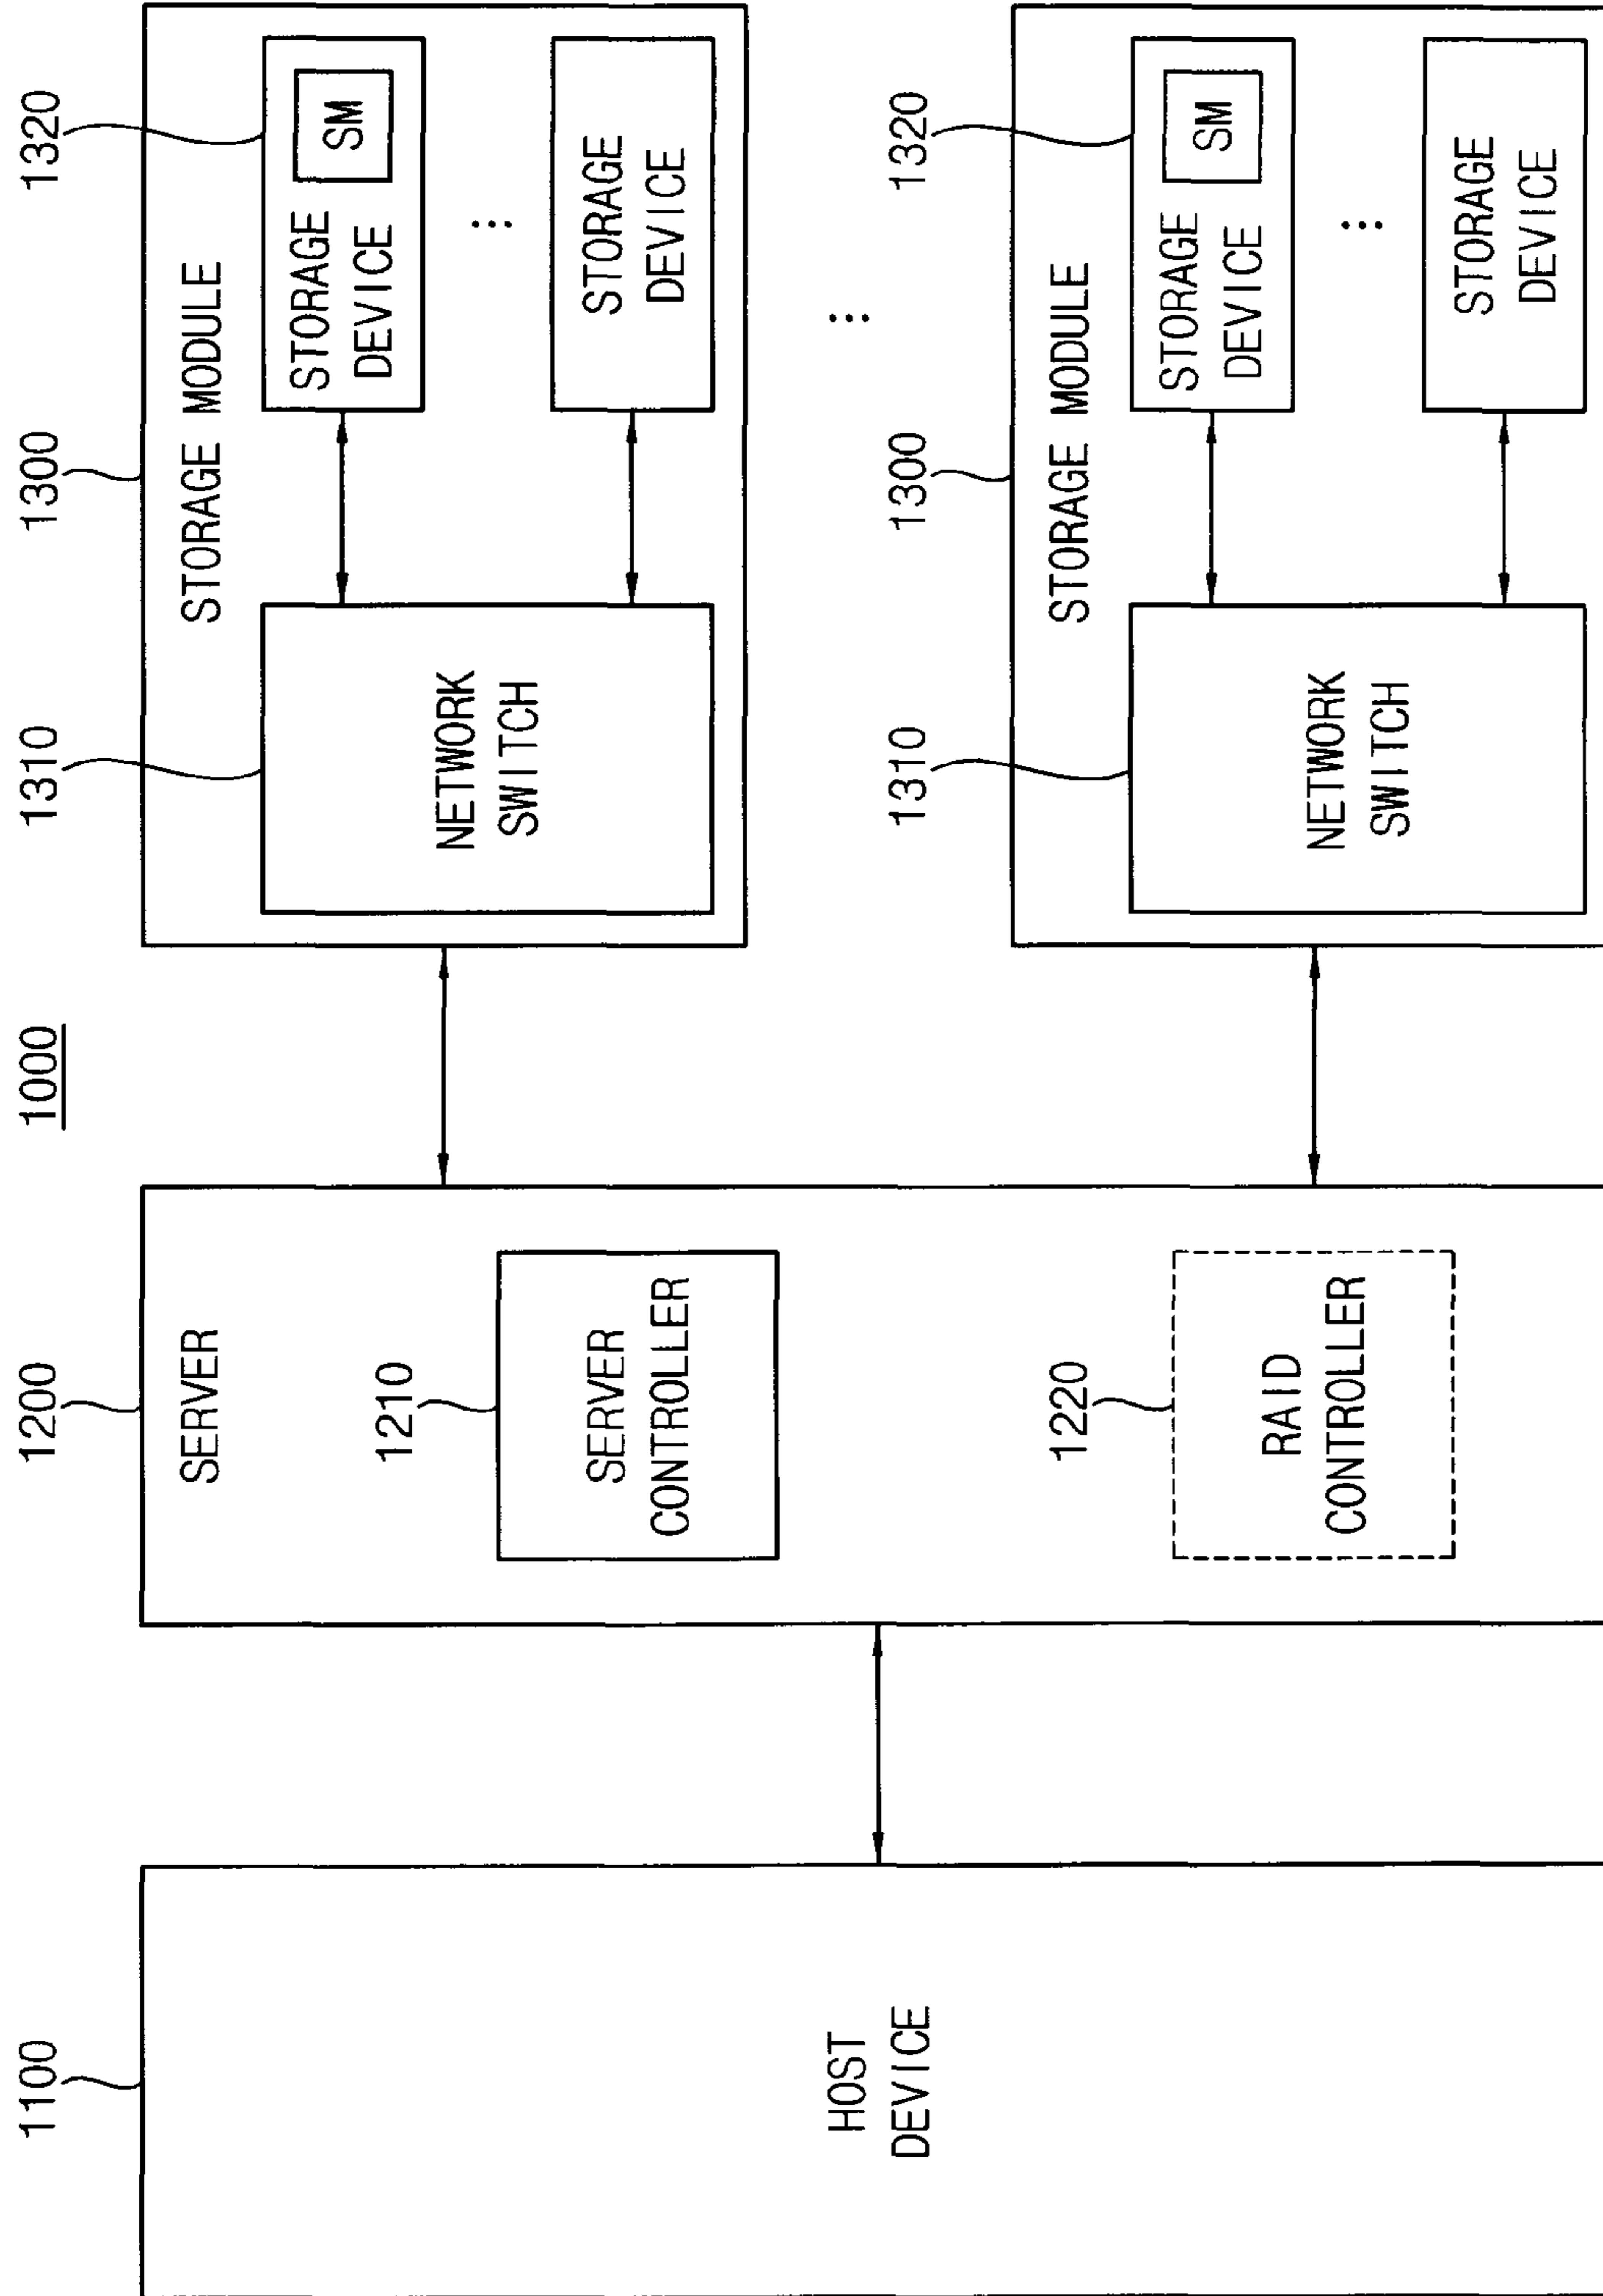 1000
1100
HOST
DEVICE
1200
SERVER
1210
SERVER
CONTROLLER
1220
RAID
CONTROLLER
1300
STORAGE MODULE
1310
NETWORK
SWITCH
1320
STORAGE
DEVICE
SM
⋯
STORAGE
DEVICE
⋯
1300
STORAGE MODULE
1310
NETWORK
SWITCH
1320
STORAGE
DEVICE
SM
⋯
STORAGE
DEVICE